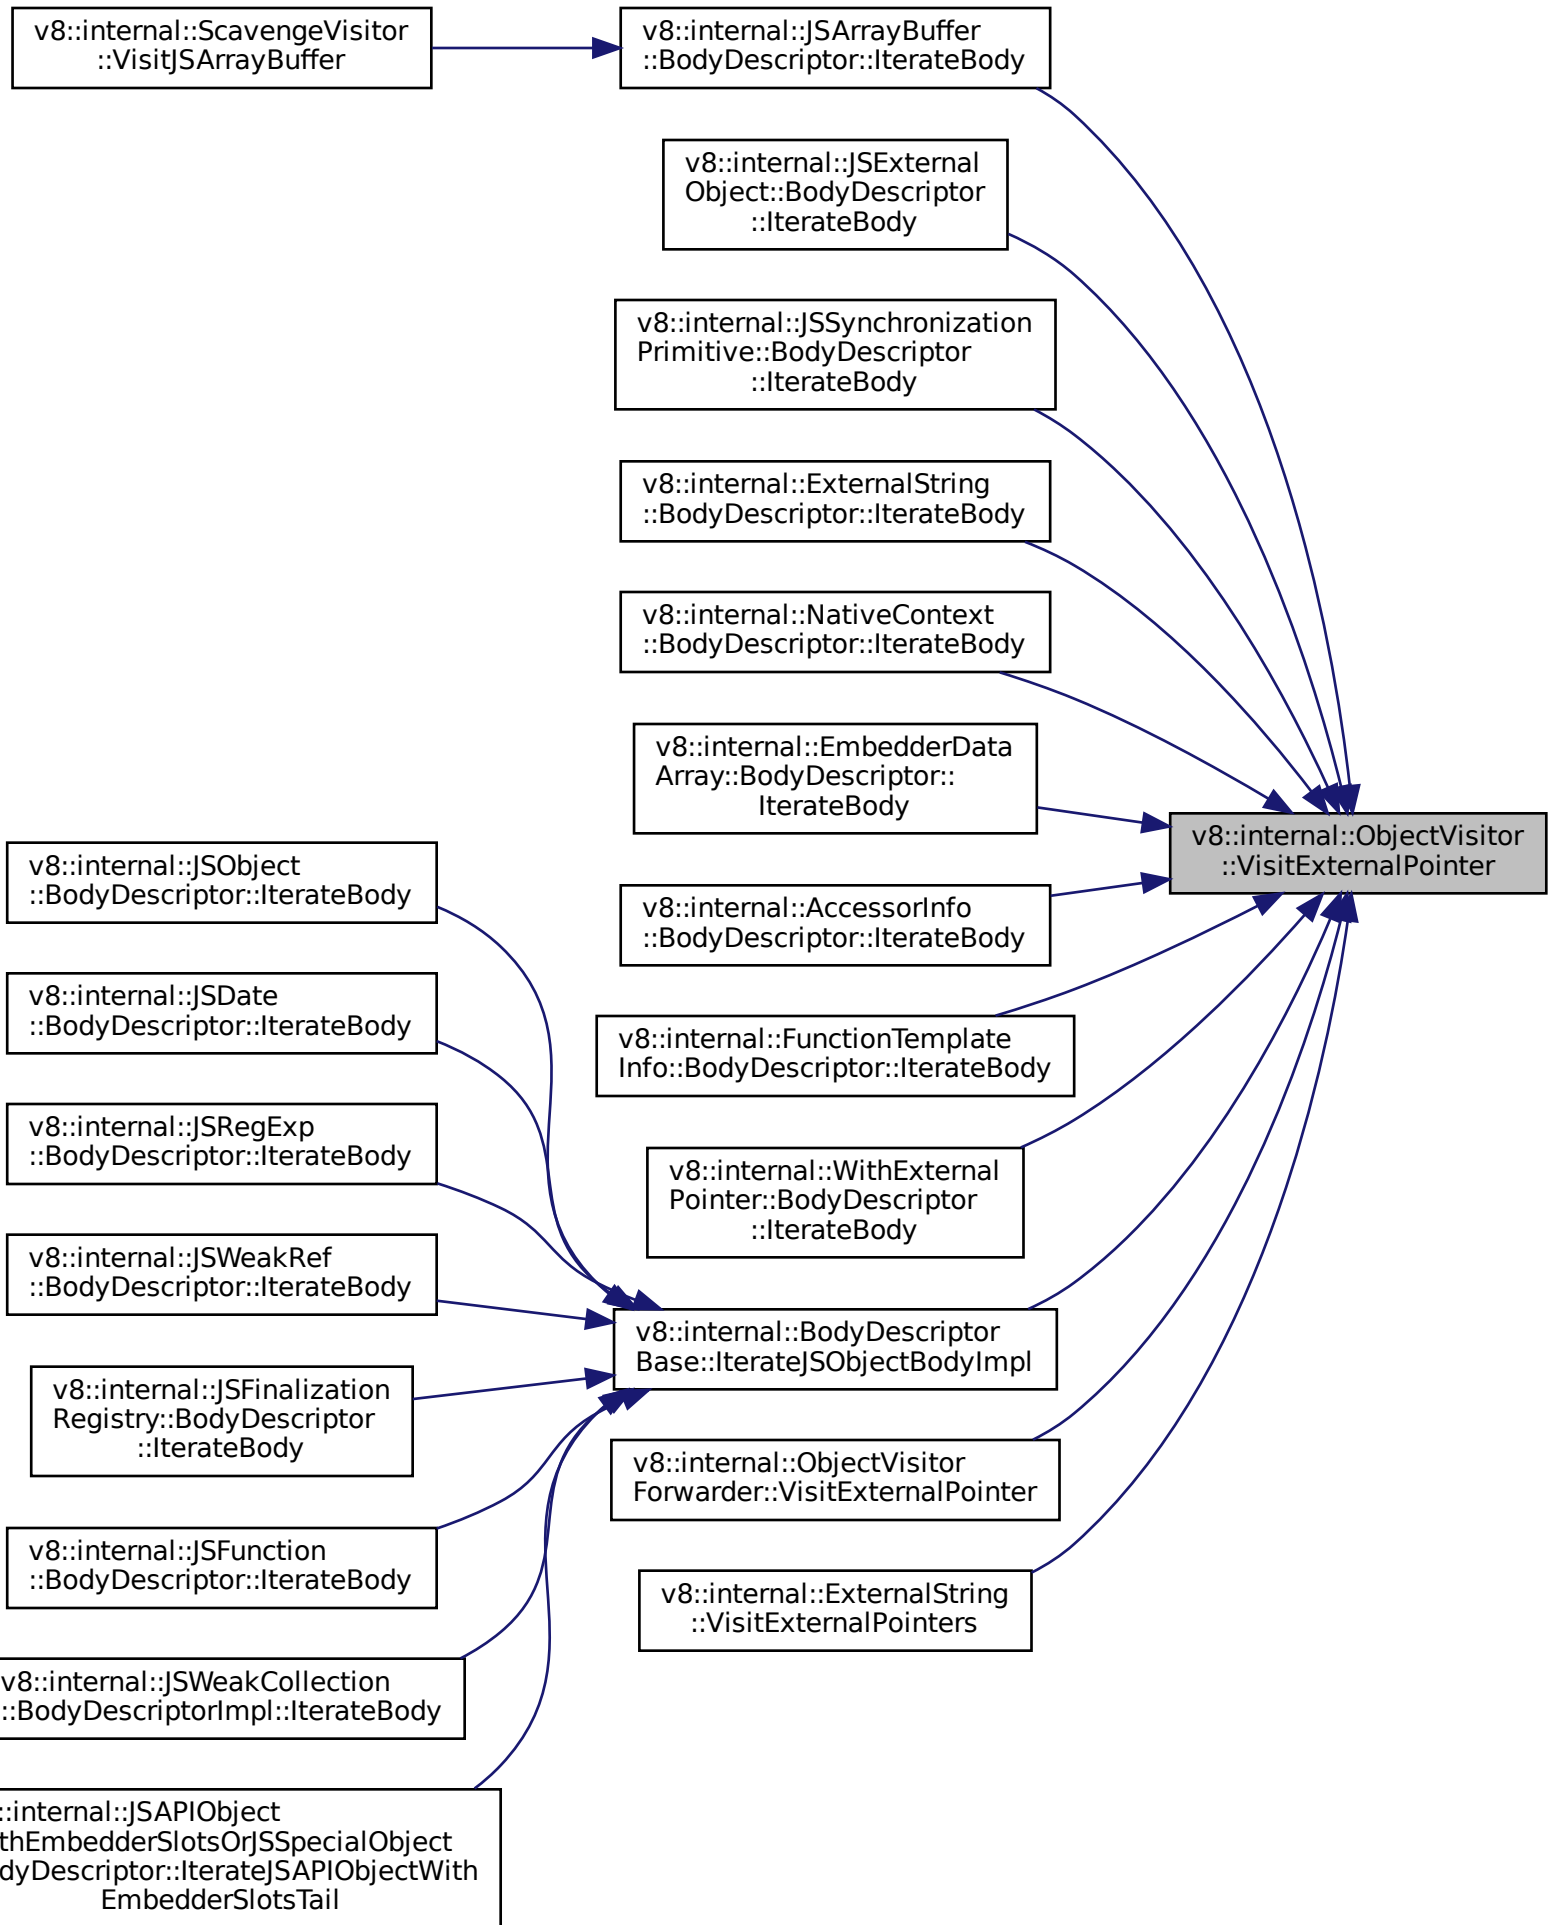 v8::internal::ScavengeVisitor
::VisitJSArrayBuffer
v8::internal::JSArrayBuffer
::BodyDescriptor::IterateBody
v8::internal::JSExternal
Object::BodyDescriptor
::IterateBody
v8::internal::JSSynchronization
Primitive::BodyDescriptor
::IterateBody
v8::internal::ExternalString
::BodyDescriptor::IterateBody
v8::internal::NativeContext
::BodyDescriptor::IterateBody
v8::internal::EmbedderData
Array::BodyDescriptor::
IterateBody
v8::internal::ObjectVisitor
::VisitExternalPointer
v8::internal::JSObject
::BodyDescriptor::IterateBody
v8::internal::AccessorInfo
::BodyDescriptor::IterateBody
v8::internal::JSDate
::BodyDescriptor::IterateBody
v8::internal::FunctionTemplate
Info::BodyDescriptor::IterateBody
v8::internal::JSRegExp
::BodyDescriptor::IterateBody
v8::internal::WithExternal
Pointer::BodyDescriptor
::IterateBody
v8::internal::JSWeakRef
::BodyDescriptor::IterateBody
v8::internal::BodyDescriptor
Base::IterateJSObjectBodyImpl
v8::internal::JSFinalization
Registry::BodyDescriptor
::IterateBody
v8::internal::ObjectVisitor
Forwarder::VisitExternalPointer
v8::internal::JSFunction
::BodyDescriptor::IterateBody
v8::internal::ExternalString
::VisitExternalPointers
v8::internal::JSWeakCollection
::BodyDescriptorImpl::IterateBody
::internal::JSAPIObject
thEmbedderSlotsOrJSSpecialObject
dyDescriptor::IterateJSAPIObjectWith
EmbedderSlotsTail